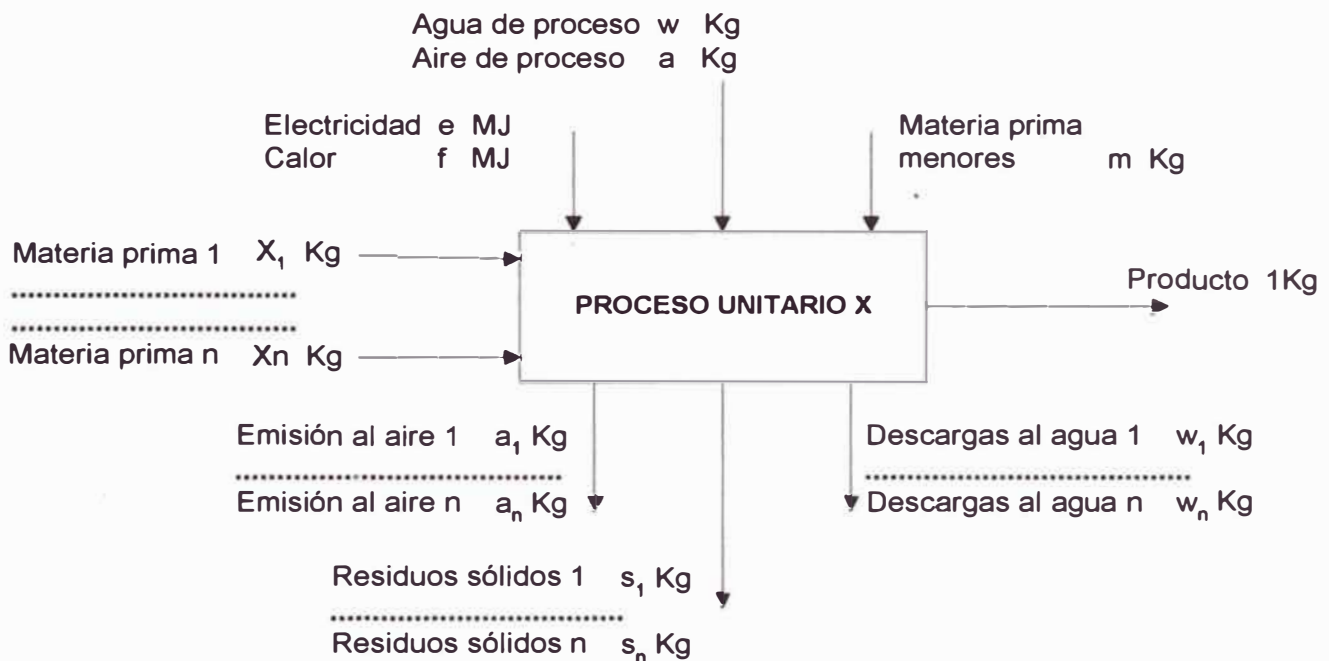 Agua de proceso w Kg
Aire de proceso a Kg
Electricidad e MJ
Calor f MJ
Materia prima
menores m Kg
Materia prima 1 X₁ Kg
Materia prima n Xn Kg
PROCESO UNITARIO X
Producto 1Kg
Emisión al aire 1 a₁ Kg
Emisión al aire n aₙ Kg
Descargas al agua 1 w₁ Kg
Descargas al agua n wₙ Kg
Residuos sólidos 1 s₁ Kg
Residuos sólidos n sₙ Kg